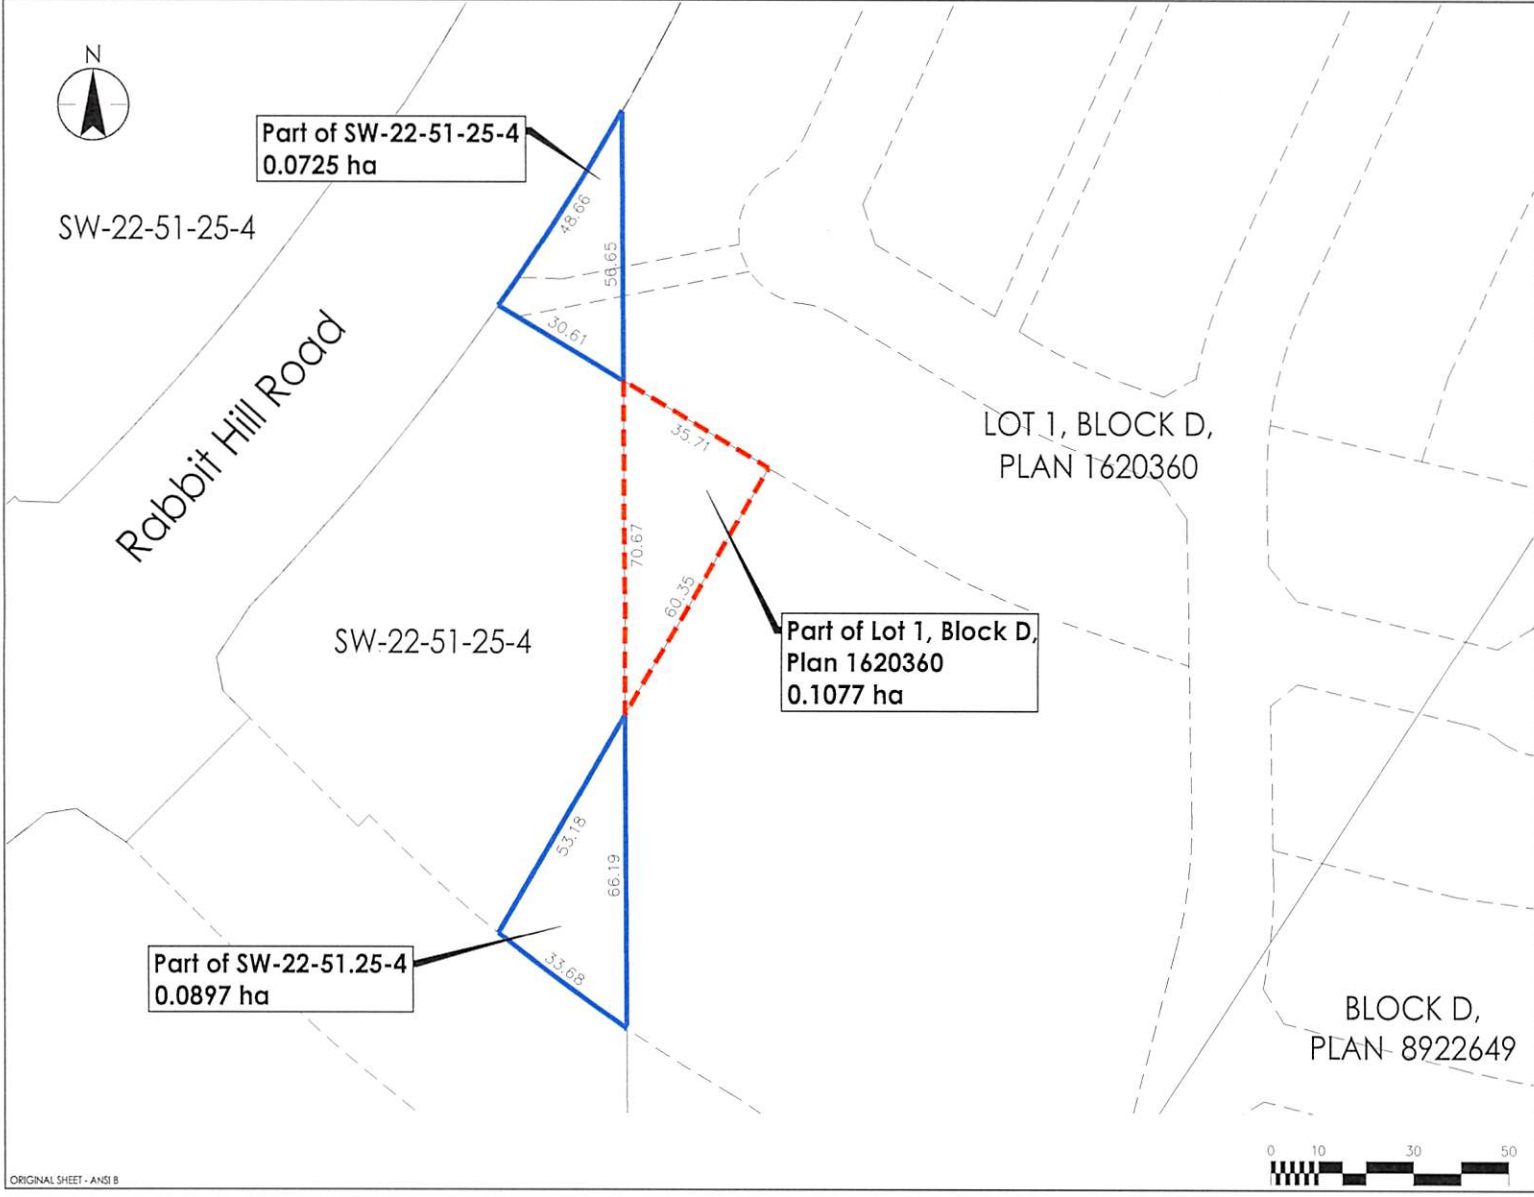 N
Part of SW-22-51-25-4
0.0725 ha
SW-22-51-25-4
48.66
56.65
30.61
Rabbit Hill Road
35.71
LOT 1, BLOCK D,
PLAN 1620360
70.67
60.35
SW-22-51-25-4
Part of Lot 1, Block D,
Plan 1620360
0.1077 ha
53.18
66.19
33.68
Part of SW-22-51.25-4
0.0897 ha
BLOCK D,
PLAN 8922649
0 10 30 50
ORIGINAL SHEET - ANSI B